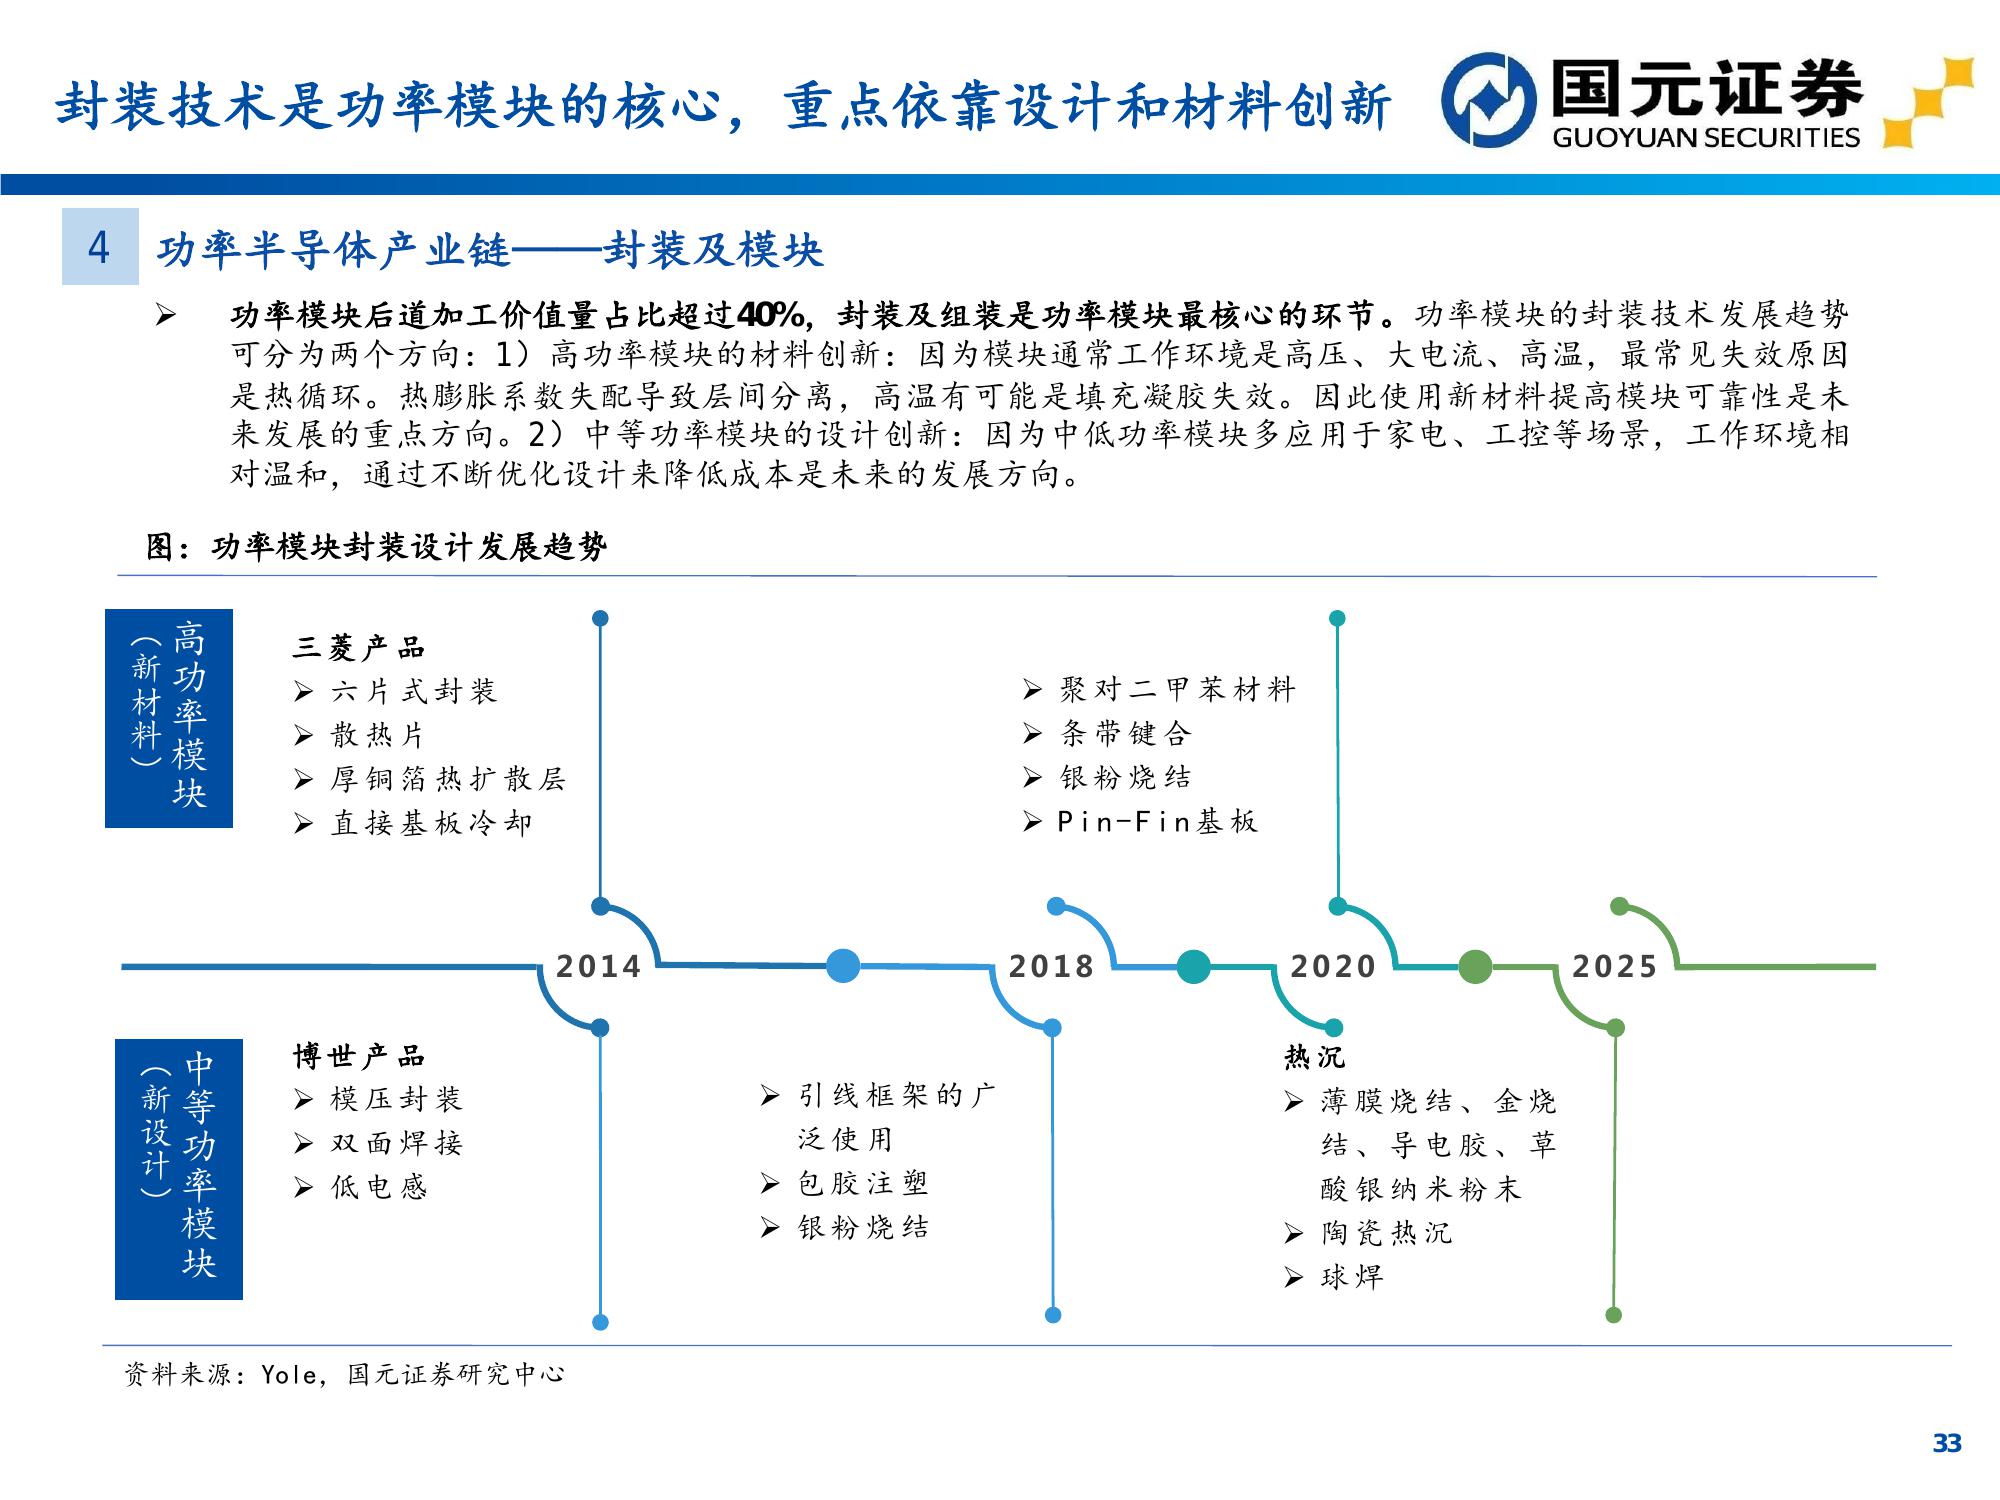 封装技术是功率模块的核心，重点依靠设计和材料创新
国元证券
GUOYUAN SECURITIES
4
功率半导体产业链——封装及模块
➢ 功率模块后道加工价值量占比超过40%，封装及组装是功率模块最核心的环节。功率模块的封装技术发展趋势
可分为两个方向：1）高功率模块的材料创新：因为模块通常工作环境是高压、大电流、高温，最常见失效原因
是热循环。热膨胀系数失配导致层间分离，高温有可能是填充凝胶失效。因此使用新材料提高模块可靠性是未
来发展的重点方向。2）中等功率模块的设计创新：因为中低功率模块多应用于家电、工控等场景，工作环境相
对温和，通过不断优化设计来降低成本是未来的发展方向。
图：功率模块封装设计发展趋势
高功率模块
（新材料）
三菱产品
➢ 六片式封装
➢ 散热片
➢ 厚铜箔热扩散层
➢ 直接基板冷却
➢ 聚对二甲苯材料
➢ 条带键合
➢ 银粉烧结
➢ Pin-Fin基板
2014
2018
2020
2025
中等功率模块
（新设计）
博世产品
➢ 模压封装
➢ 双面焊接
➢ 低电感
➢ 引线框架的广
泛使用
➢ 包胶注塑
➢ 银粉烧结
热沉
➢ 薄膜烧结、金烧
结、导电胶、草
酸银纳米粉末
➢ 陶瓷热沉
➢ 球焊
资料来源：Yole，国元证券研究中心
33